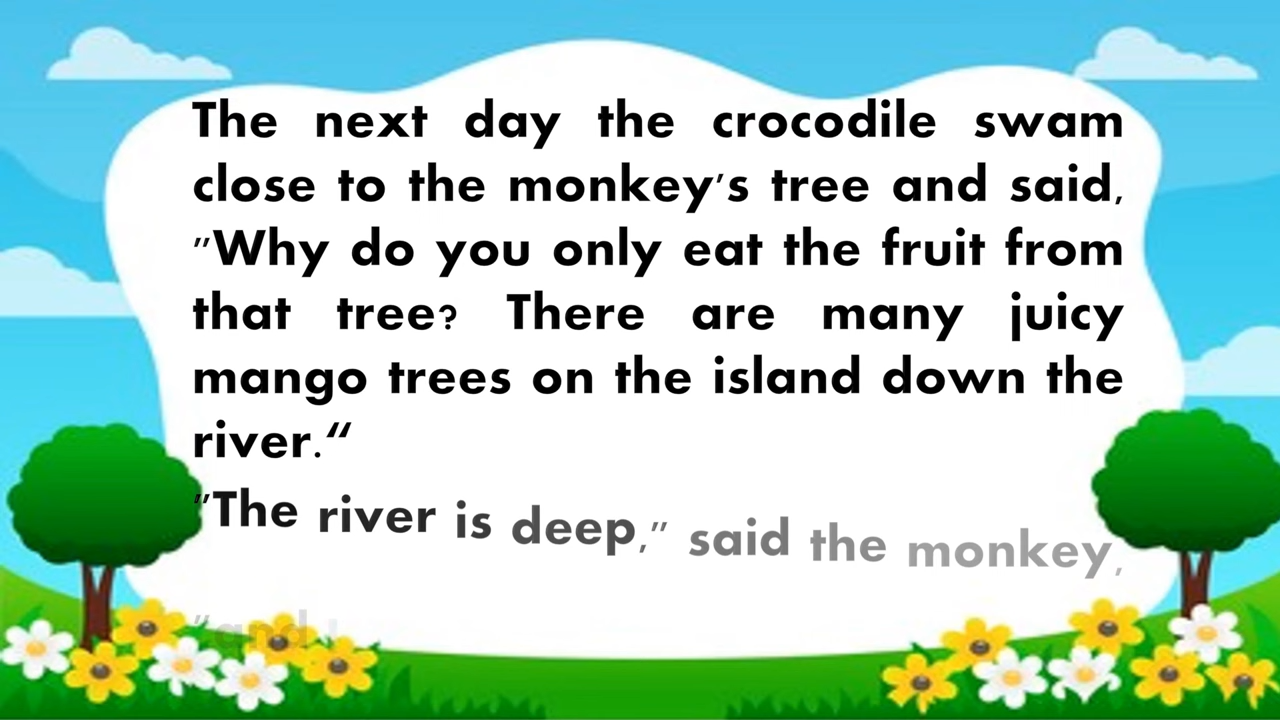 The next day the crocodile swam
close to the monkey's tree and said,
"Why do you only eat the fruit from
that tree? There are many juicy
mango trees on the island down the
river.“
"The river is deep," said the monkey,
"and